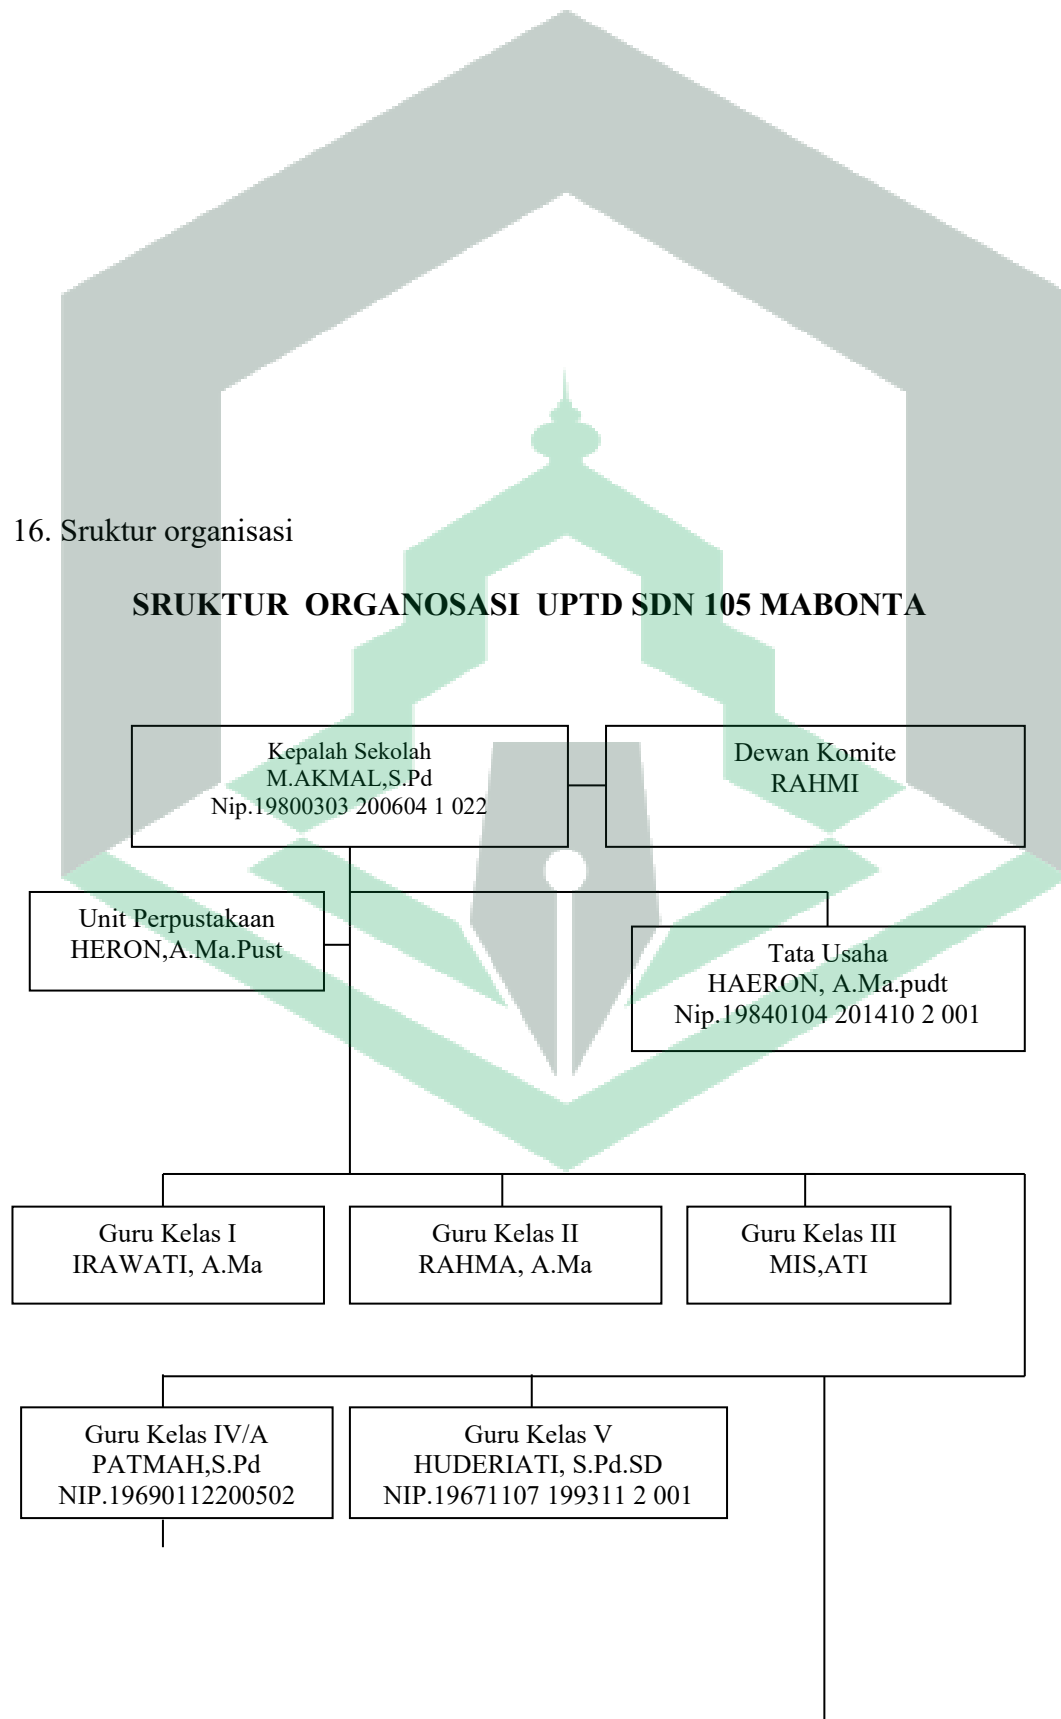 16. Sruktur organisasi
SRUKTUR ORGANOSASI UPTD SDN 105 MABONTA
Kepalah Sekolah
M.AKMAL,S.Pd
Nip.19800303 200604 1 022
Dewan Komite
RAHMI
Unit Perpustakaan
HERON,A.Ma.Pust
Tata Usaha
HAERON, A.Ma.pudt
Nip.19840104 201410 2 001
Guru Kelas I
IRAWATI, A.Ma
Guru Kelas II
RAHMA, A.Ma
Guru Kelas III
MIS,ATI
Guru Kelas IV/A
PATMAH,S.Pd
NIP.19690112200502
Guru Kelas V
HUDERIATI, S.Pd.SD
NIP.19671107 199311 2 001